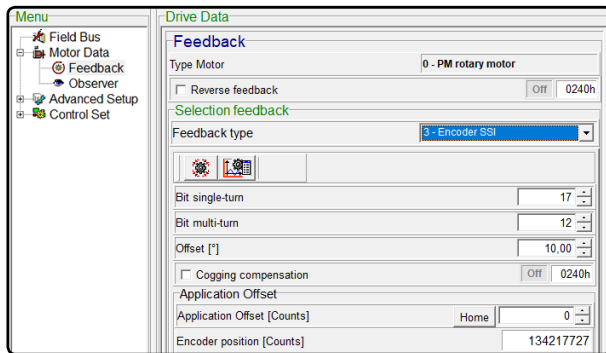 Menu
Field Bus
Motor Data
Feedback
Observer
Advanced Setup
Control Set
Drive Data
Feedback
Type Motor 0 - PM rotary motor
Reverse feedback Off 0240h
Selection feedback
Feedback type 3 - Encoder SSI
Bit single-turn 17
Bit multi-turn 12
Offset [°] 10,00
Cogging compensation Off 0240h
Application Offset
Application Offset [Counts] Home 0
Encoder position [Counts] 134217727